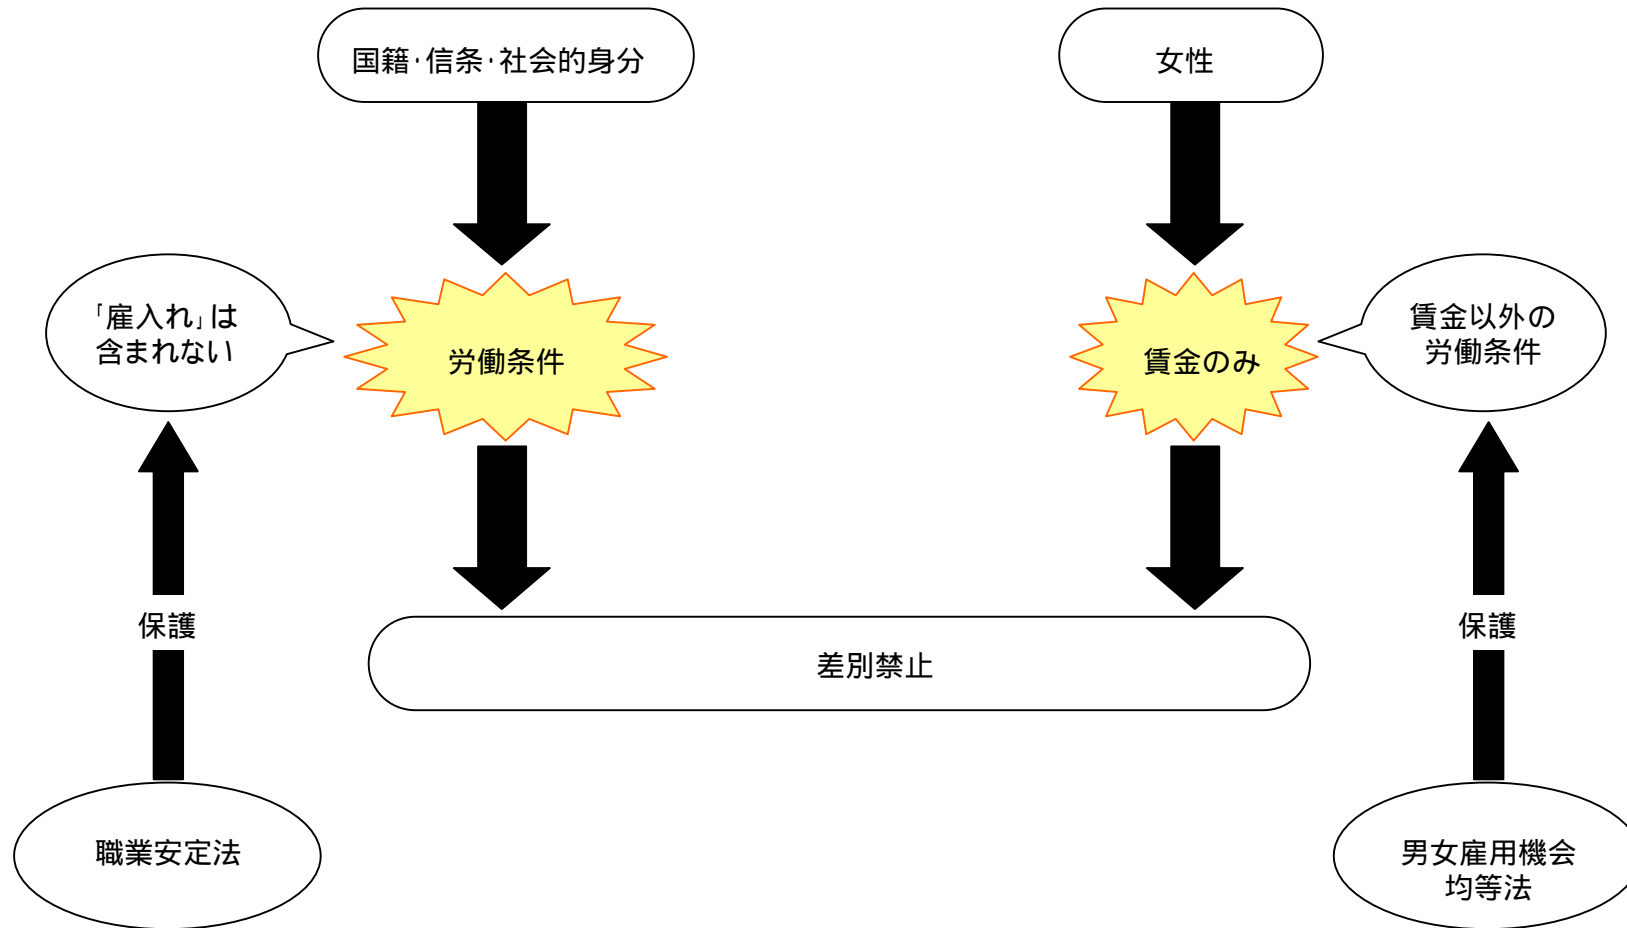 国籍・信条・社会的身分
女性
「雇入れ」は
含まれない
労働条件
賃金のみ
賃金以外の
労働条件
保護
保護
差別禁止
職業安定法
男女雇用機会
均等法